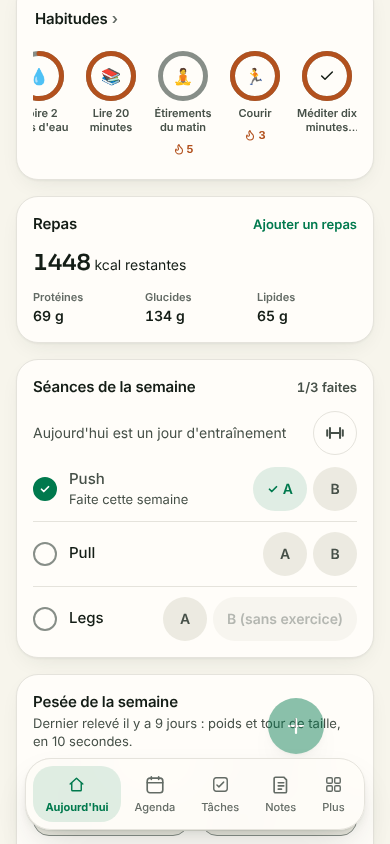 Habitudes ›
Lire 20
minutes
Étirements
du matin
5
Courir
3
Méditer dix
minutes...
ire 2
s d'eau
Repas
Ajouter un repas
1448 kcal restantes
Protéines
Glucides
Lipides
69 g
134 g
65 g
Séances de la semaine
1/3 faites
Aujourd'hui est un jour d'entraînement
Push
Faite cette semaine
A
B
Pull
A
B
Legs
A
B (sans exercice)
Pesée de la semaine
Dernier relevé il y a 9 jours : poids et tour de taille,
en 10 secondes.
Aujourd'hui
Agenda
Tâches
Notes
Plus